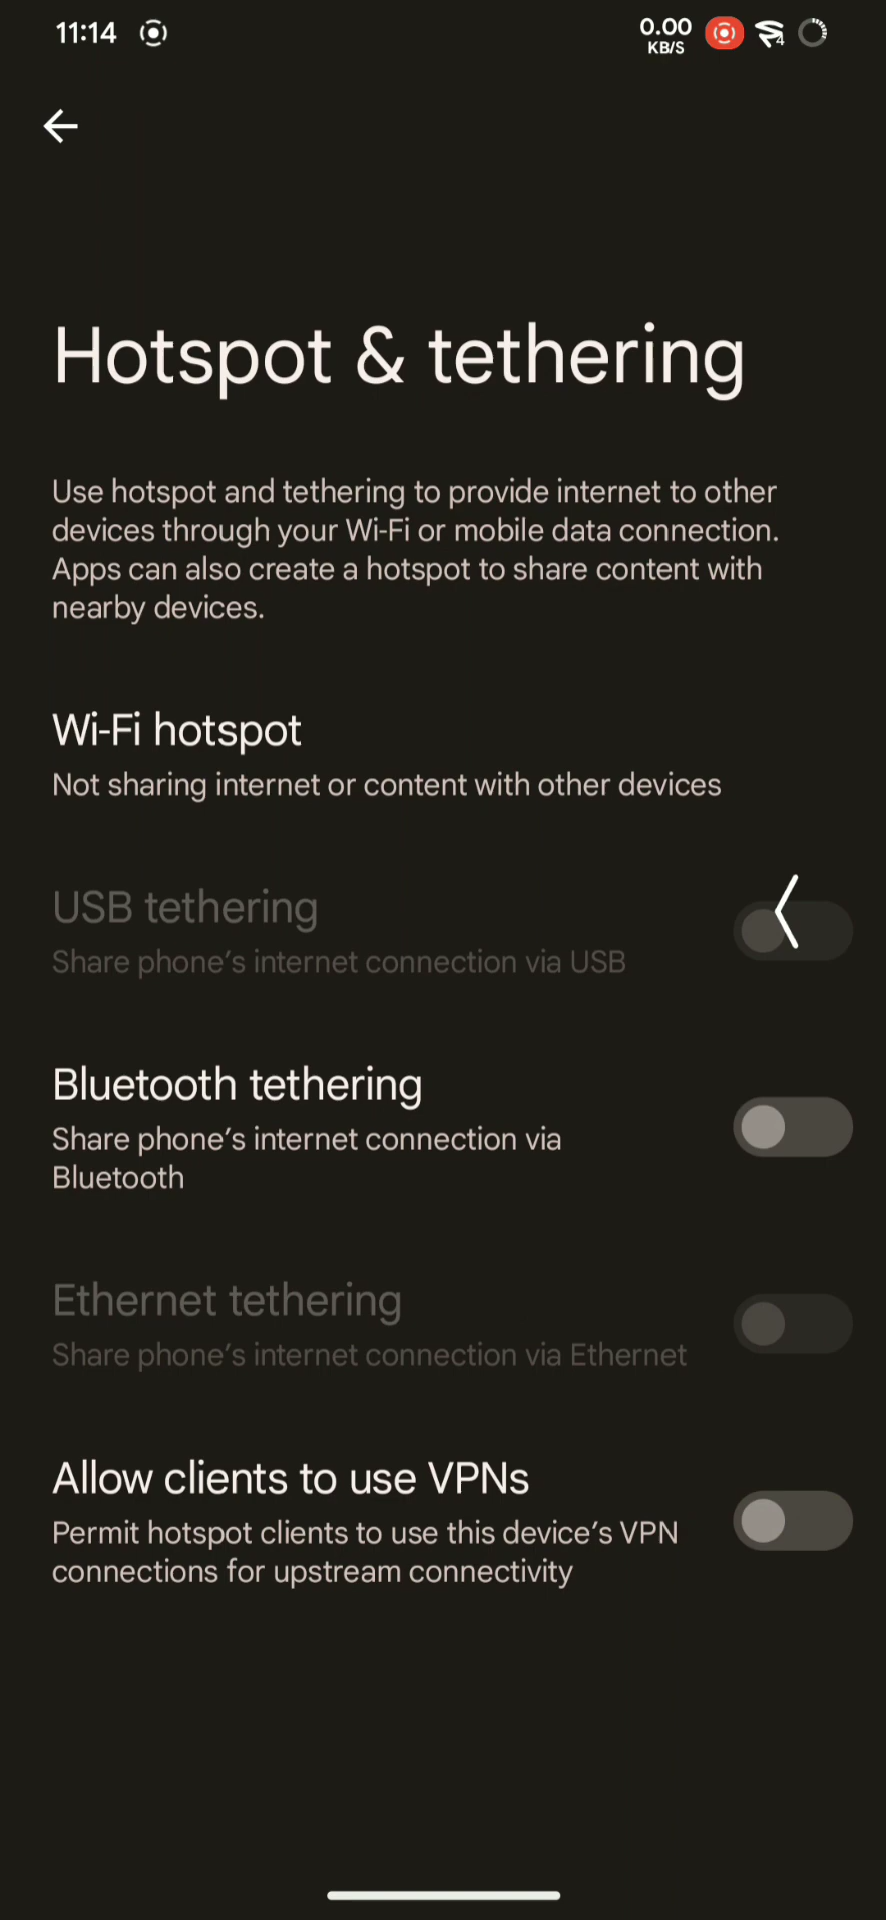 11:14
0.00
KB/S
4
Hotspot & tethering
Use hotspot and tethering to provide internet to other
devices through your Wi-Fi or mobile data connection.
Apps can also create a hotspot to share content with
nearby devices.
Wi-Fi hotspot
Not sharing internet or content with other devices
USB tethering
Share phone’s internet connection via USB
Bluetooth tethering
Share phone’s internet connection via
Bluetooth
Ethernet tethering
Share phone’s internet connection via Ethernet
Allow clients to use VPNs
Permit hotspot clients to use this device’s VPN
connections for upstream connectivity